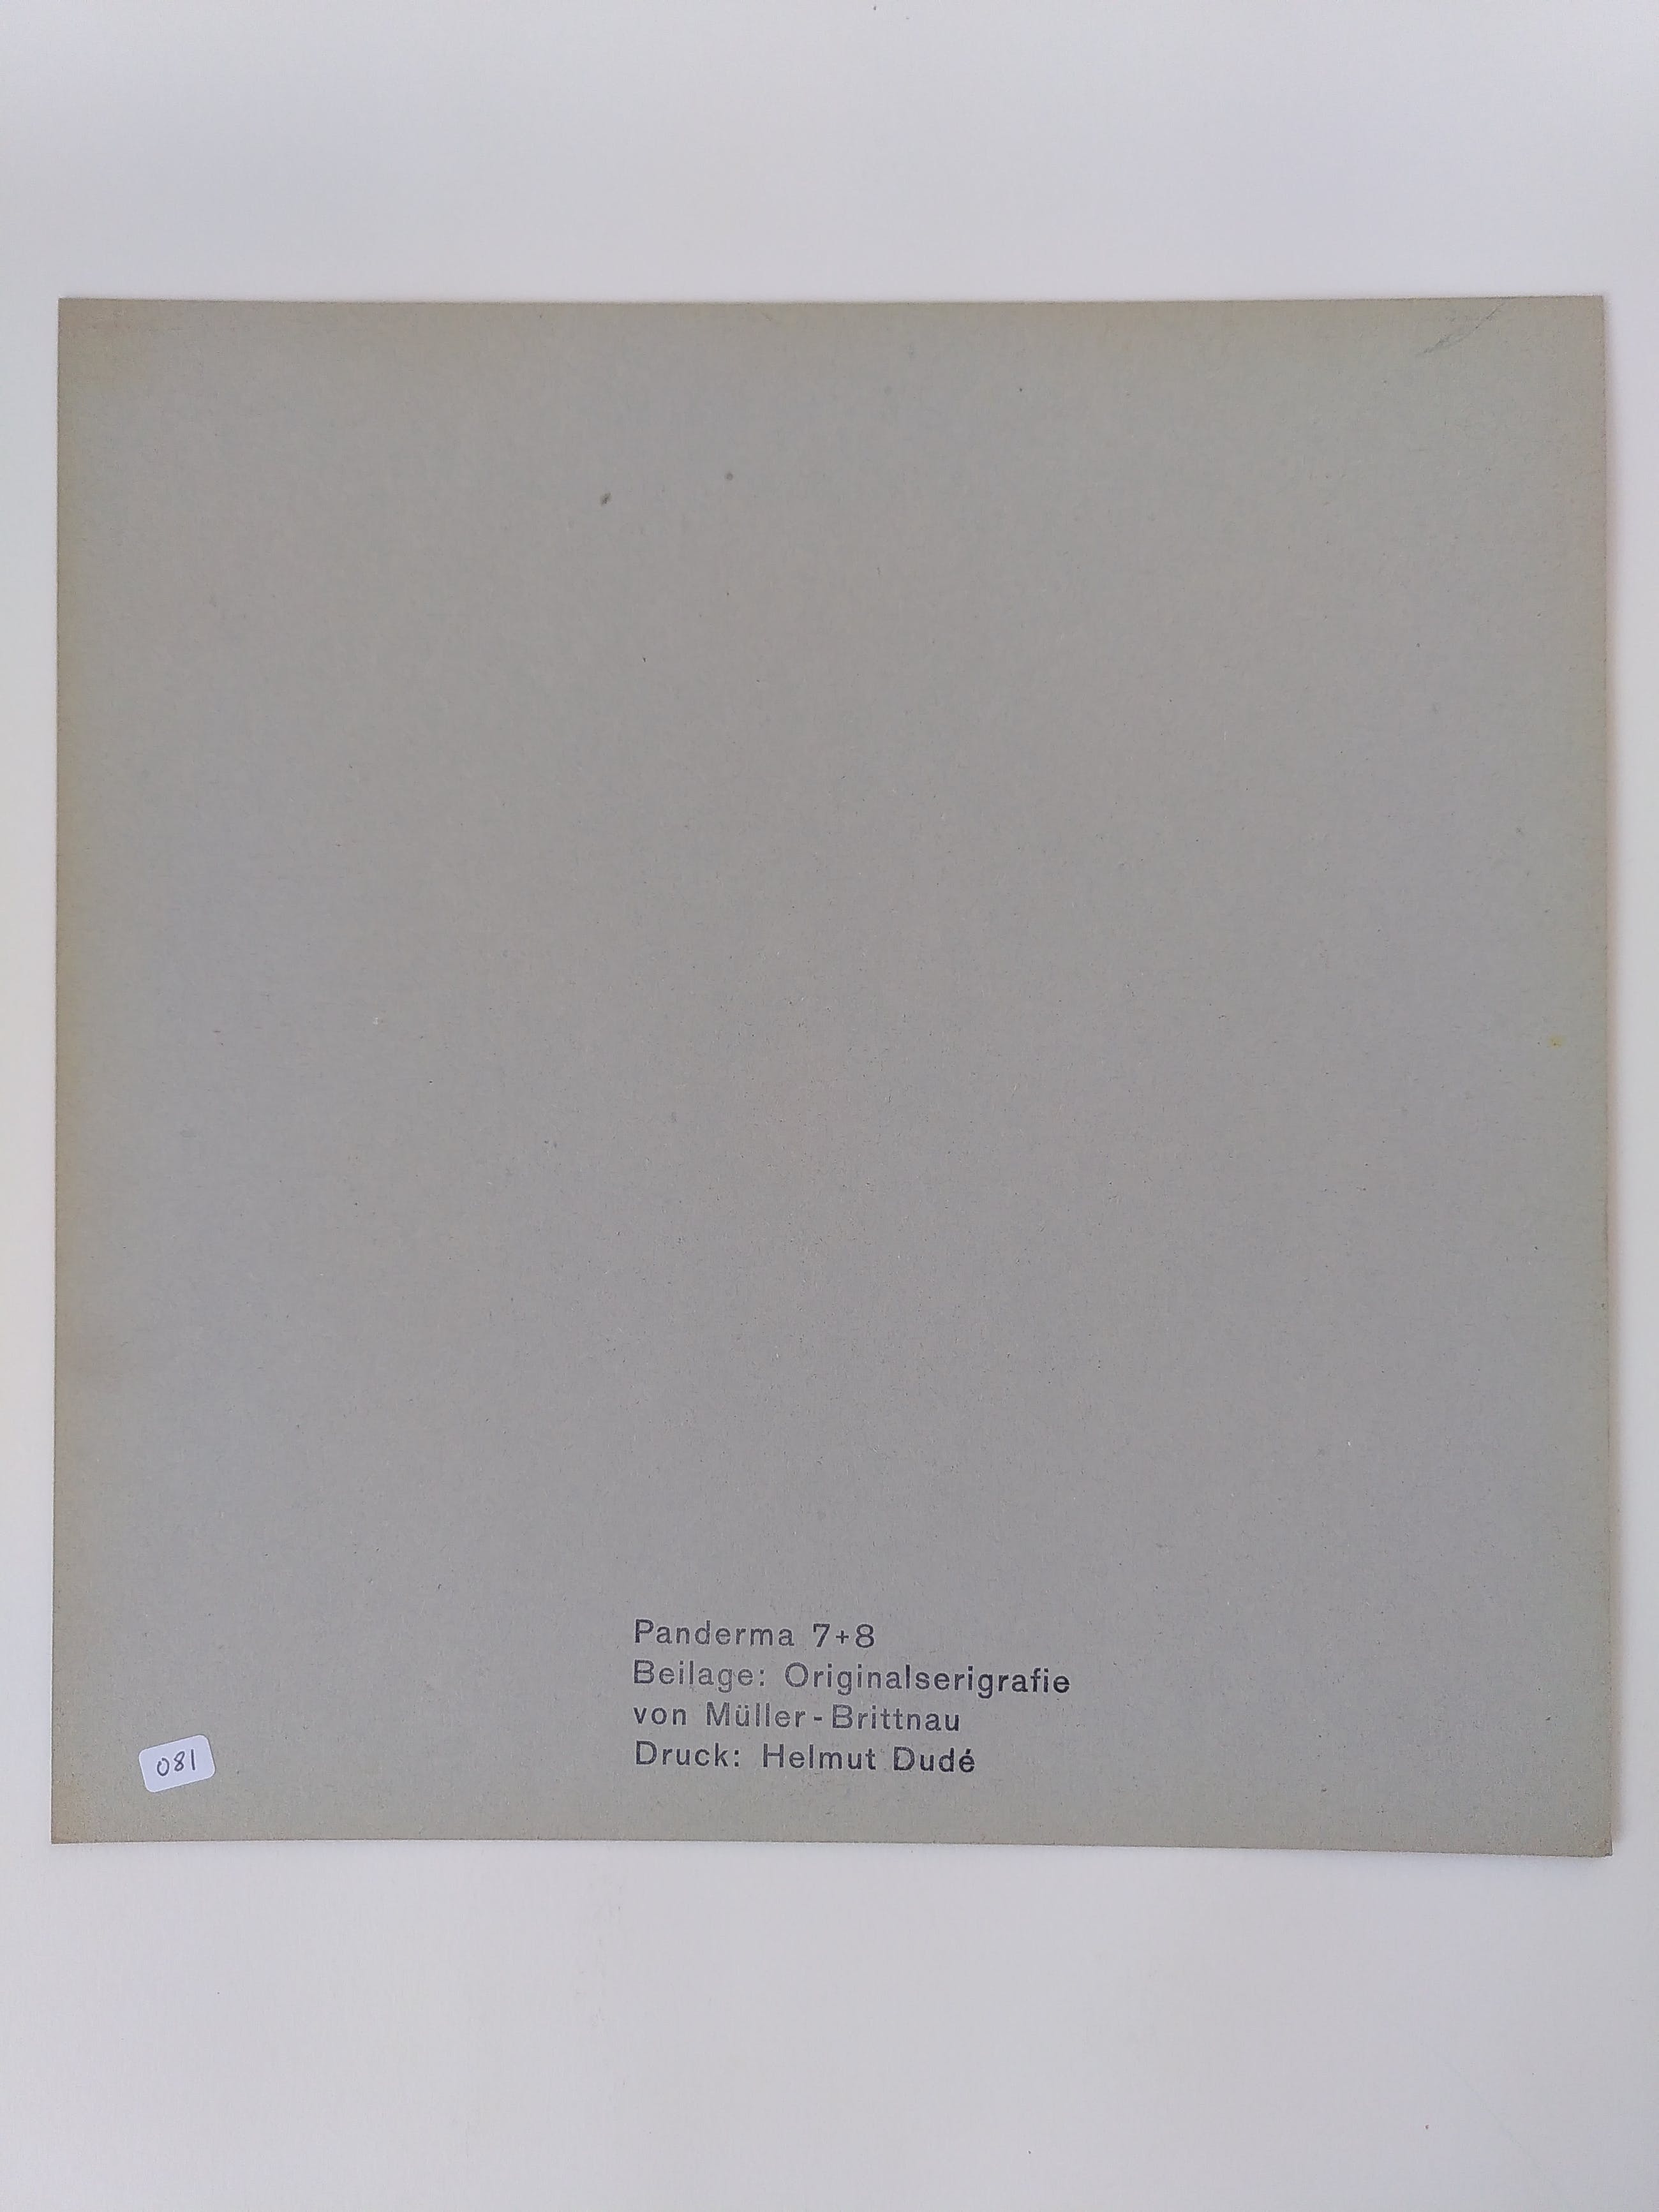 Panderma 7+8
Beilage: Originalserigrafie
von Müller-Brittnau
Druck: Helmut Dudé
081